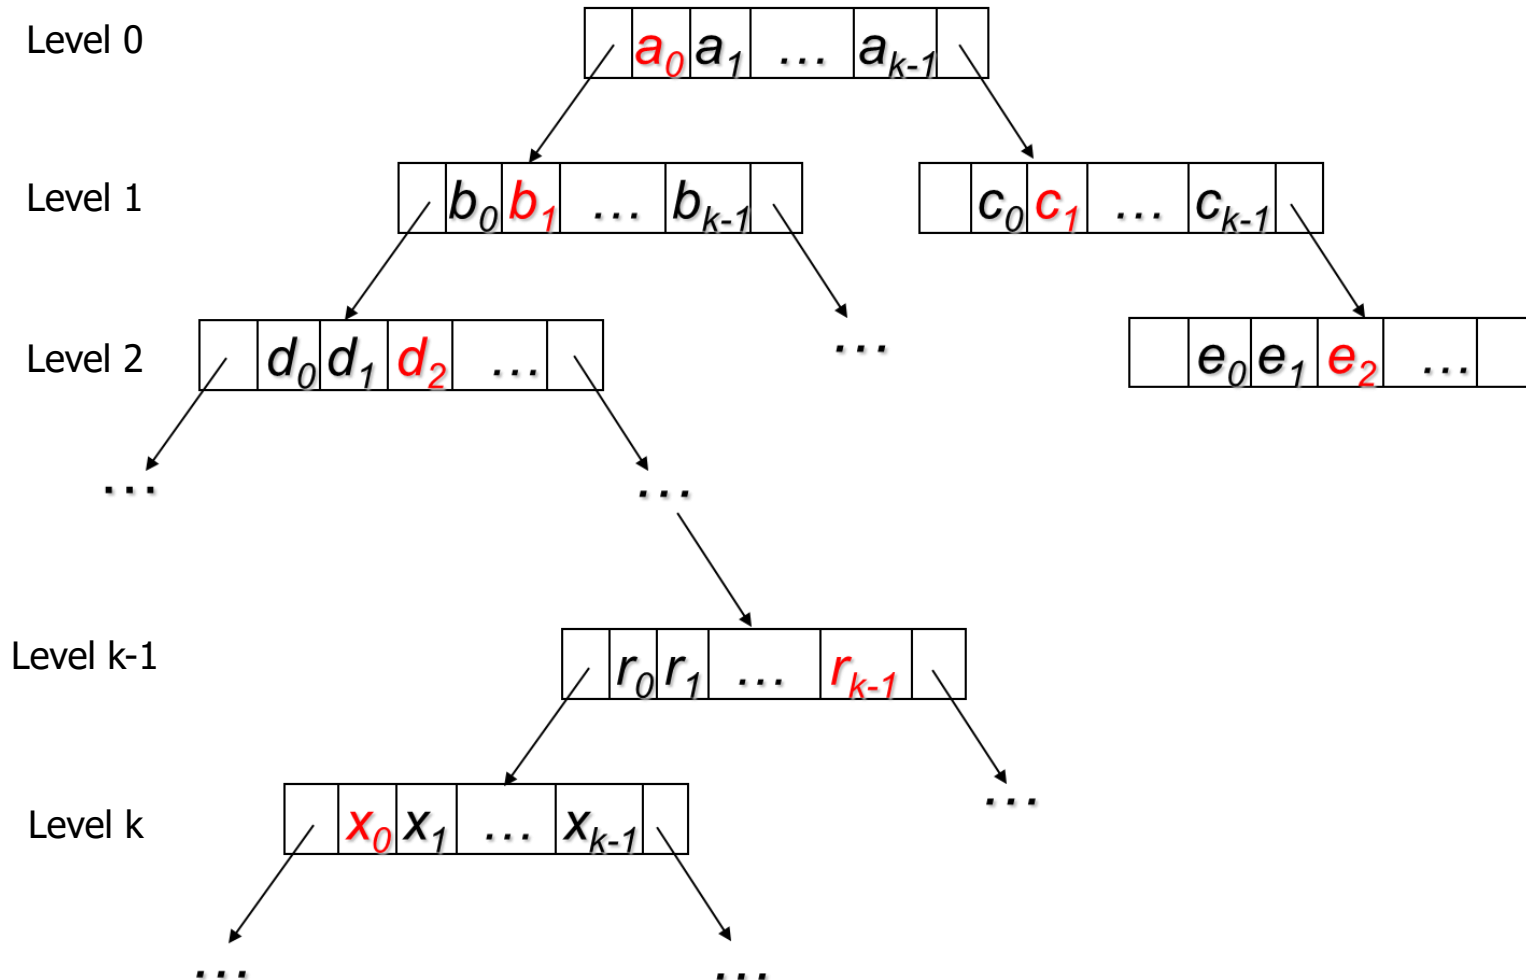 Level 0 a0 a1 … ak-1
Level 1 b0 b1 … bk-1 c0 c1 … ck-1
…
Level 2 d0 d1 d2 … e0 e1 e2 …
… …
Level k-1 r0 r1 … rk-1
…
Level k x0 x1 … xk-1
… …